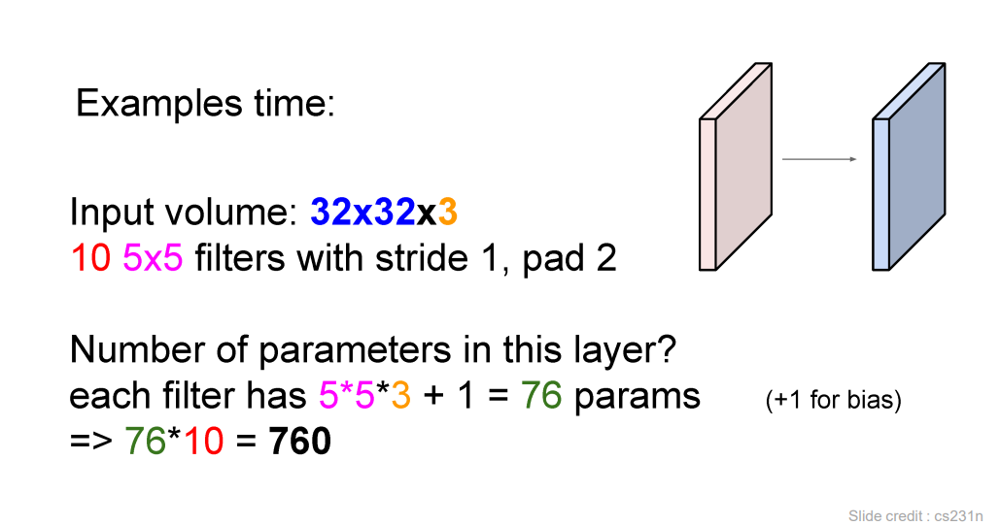 Examples time:
Input volume: 32x32x3
10 5x5 filters with stride 1, pad 2
Number of parameters in this layer?
each filter has 5*5*3 + 1 = 76 params (+1 for bias)
=> 76*10 = 760
Slide credit : cs231n